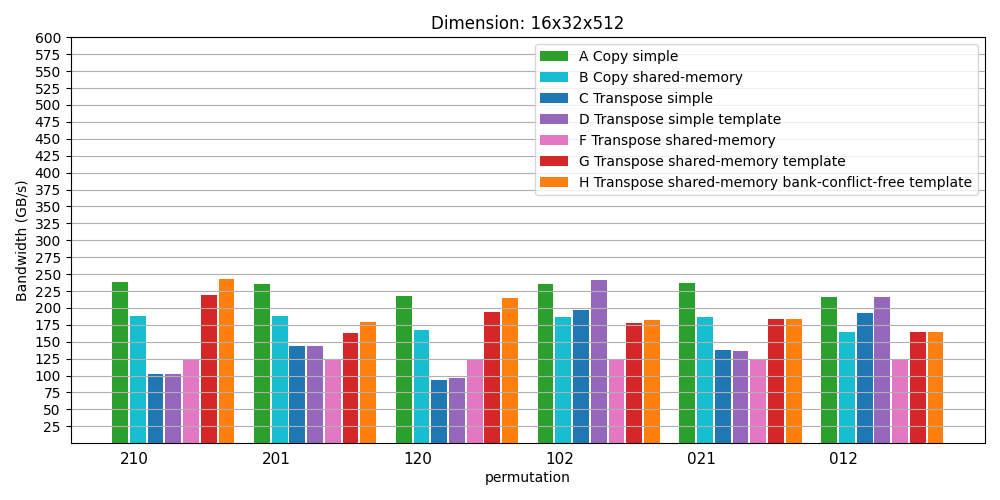 Dimension: 16x32x512
600
575
550
525
500
475
450
425
400
375
350
325
300
275
250
225
200
175
150
125
100
75
50
25
Bandwidth (GB/s)
A Copy simple
B Copy shared-memory
C Transpose simple
D Transpose simple template
F Transpose shared-memory
G Transpose shared-memory template
H Transpose shared-memory bank-conflict-free template
210 201 120 102 021 012
permutation